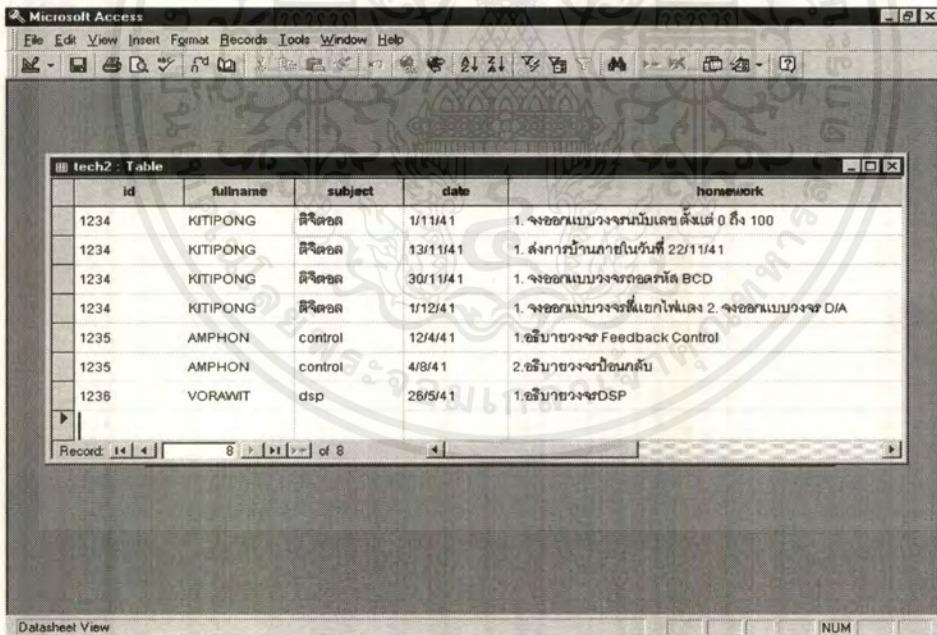 Microsoft Access
File Edit View Insert Format Records Tools Window Help
tech2 : Table
id fullname subject date homework
1234 KITIPONG ดิจิตอล 1/11/41 1. จงออกแบบวงจรนับเลข ตั้งแต่ 0 ถึง 100
1234 KITIPONG ดิจิตอล 13/11/41 1. ส่งการบ้านภายในวันที่ 22/11/41
1234 KITIPONG ดิจิตอล 30/11/41 1. จงออกแบบวงจรถอดรหัส BCD
1234 KITIPONG ดิจิตอล 1/12/41 1. จงออกแบบวงจรสี่แยกไฟแดง 2. จงออกแบบวงจร D/A
1235 AMPHON control 12/4/41 1.อธิบายวงจร Feedback Control
1235 AMPHON control 4/8/41 2.อธิบายวงจรป้อนกลับ
1236 VORAWIT dsp 26/5/41 1.อธิบายวงจรDSP
Record: 8 of 8
Datasheet View NUM